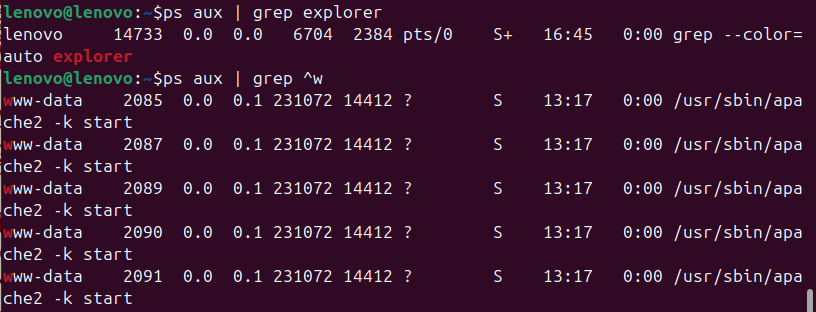 lenovo@lenovo:~$ps aux | grep explorer
lenovo     14733  0.0  0.0   6704  2384 pts/0    S+   16:45   0:00 grep --color=
auto explorer
lenovo@lenovo:~$ps aux | grep ^w
www-data    2085  0.0  0.1 231072 14412 ?        S    13:17   0:00 /usr/sbin/apa
che2 -k start
www-data    2087  0.0  0.1 231072 14412 ?        S    13:17   0:00 /usr/sbin/apa
che2 -k start
www-data    2089  0.0  0.1 231072 14412 ?        S    13:17   0:00 /usr/sbin/apa
che2 -k start
www-data    2090  0.0  0.1 231072 14412 ?        S    13:17   0:00 /usr/sbin/apa
che2 -k start
www-data    2091  0.0  0.1 231072 14412 ?        S    13:17   0:00 /usr/sbin/apa
che2 -k start